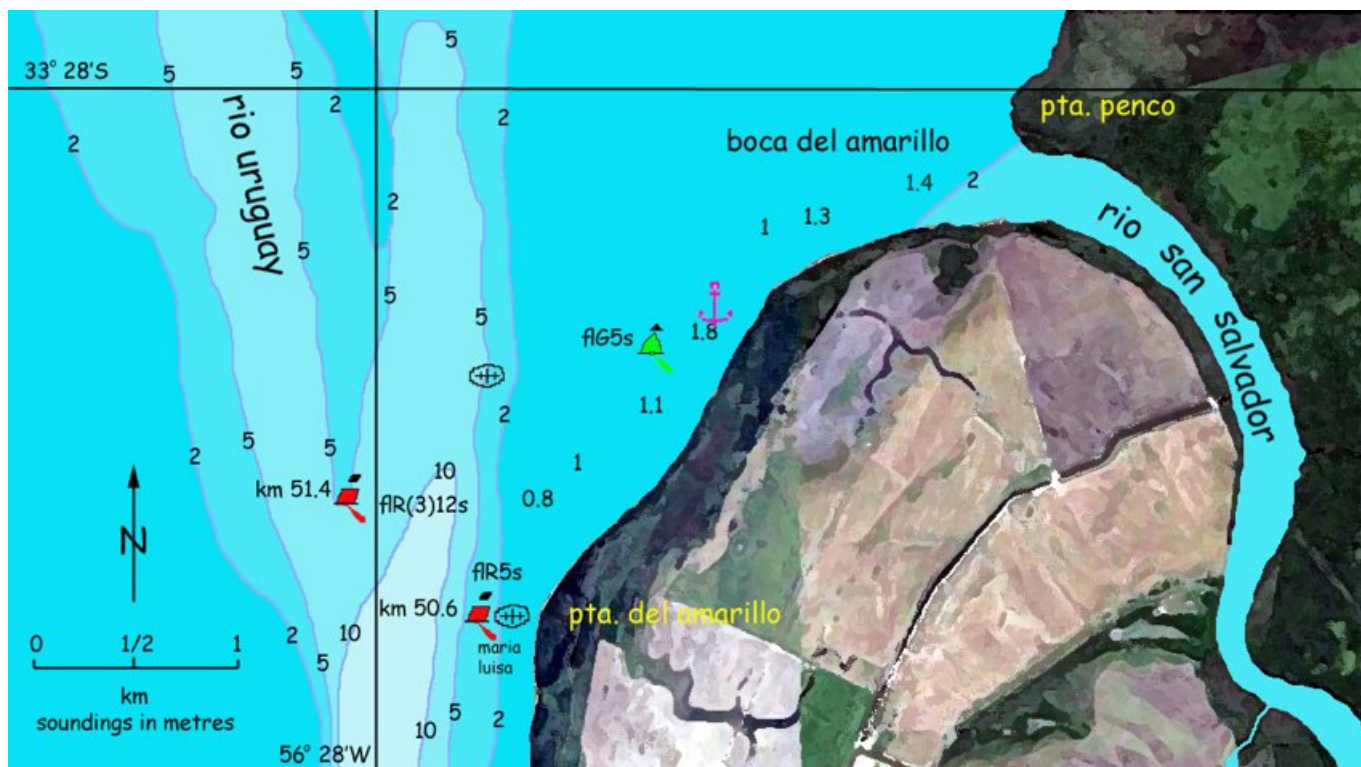 5
33° 28'S
5
5
2
2
2
pta. penco
rio uruguay
boca del amarillo
1.4
2
2
1
1.3
rio san salvador
5
5
5
flG5s
1.8
1.1
2
5
5
2
10
1
km 51.4
flR(3)12s
0.8
N
flR5s
km 50.6
pta. del amarillo
maria
luisa
0
1/2
1
2
10
5
km
soundings in metres
5
2
10
56° 28'W